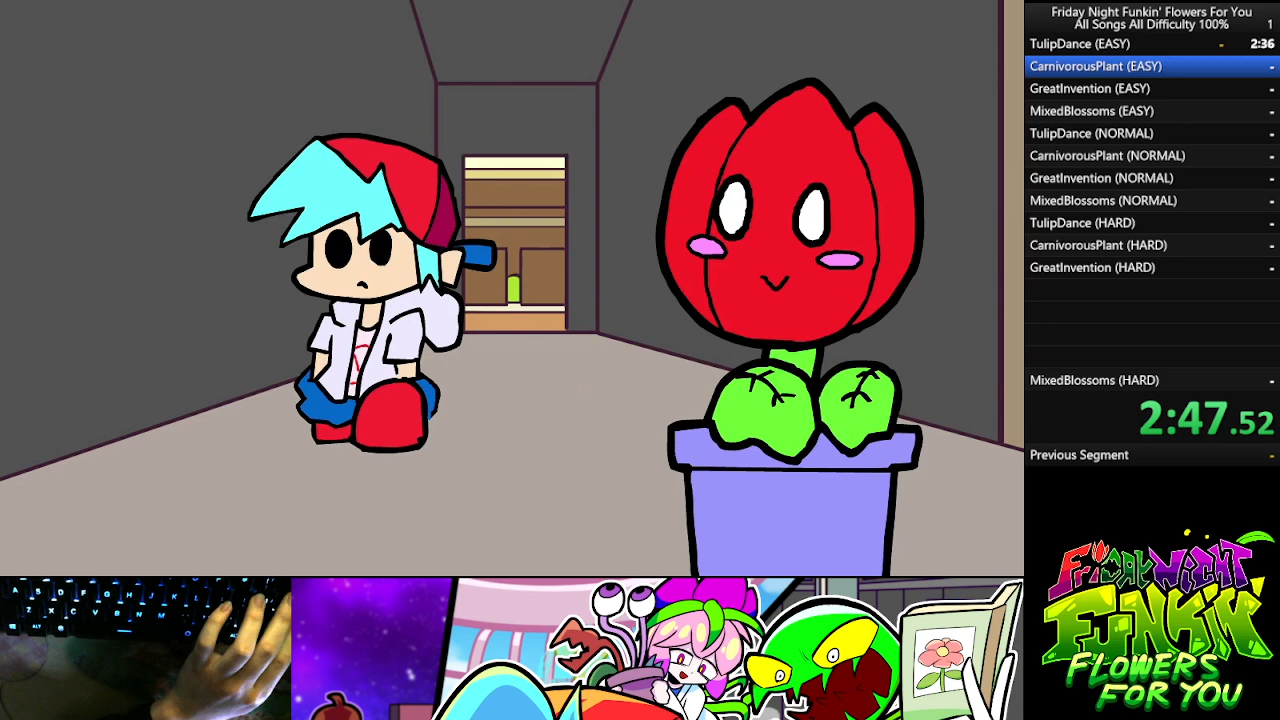 Friday Night Funkin' Flowers For You
All Songs All Difficulty 100% 1
TulipDance (EASY) - 2:36
CarnivorousPlant (EASY) -
GreatInvention (EASY) -
MixedBlossoms (EASY) -
TulipDance (NORMAL) -
CarnivorousPlant (NORMAL) -
GreatInvention (NORMAL) -
MixedBlossoms (NORMAL) -
TulipDance (HARD) -
CarnivorousPlant (HARD) -
GreatInvention (HARD) -
MixedBlossoms (HARD) -
2:47.52
Previous Segment -
FRIDAY NIGHT
FUNKIN'
FLOWERS
FOR YOU